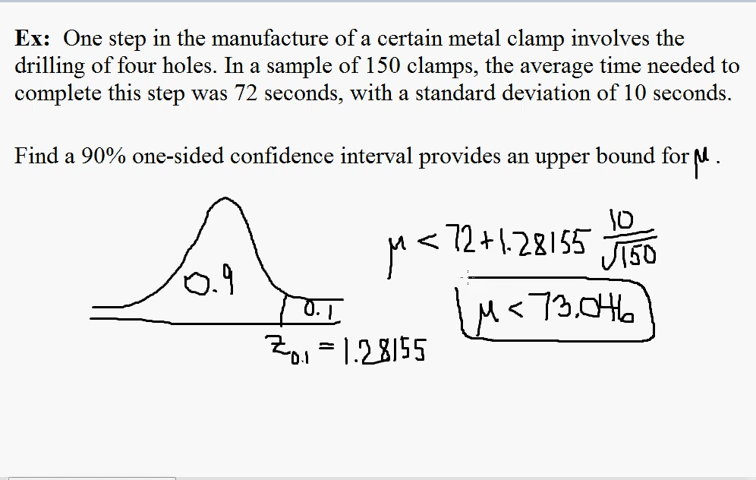 Ex: One step in the manufacture of a certain metal clamp involves the
drilling of four holes. In a sample of 150 clamps, the average time needed to
complete this step was 72 seconds, with a standard deviation of 10 seconds.
Find a 90% one-sided confidence interval provides an upper bound for μ .
μ < 72+1.28155 10/√150
0.9
0.1
μ < 73.046
z0.1 = 1.28155